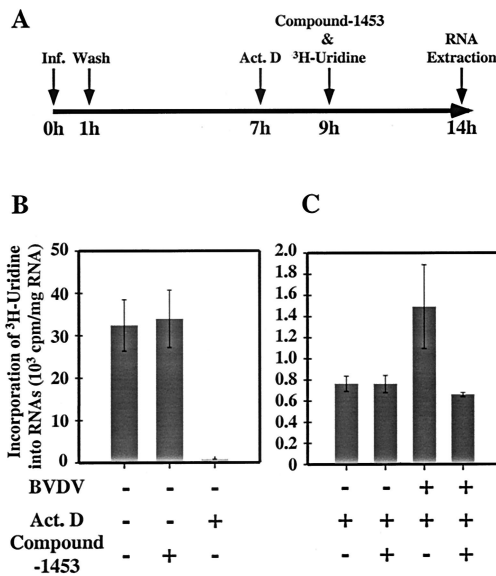 A
Compound-1453
&
Inf. Wash Act. D ³H-Uridine RNA Extraction
0h 1h 7h 9h 14h
B C
Incorporation of ³H-Uridine
into RNAs (10³ cpm/mg RNA)
50
40
30
20
10
0
2.0
1.8
1.6
1.4
1.2
1.0
0.8
0.6
0.4
0.2
0
BVDV - - - - - + +
Act. D - - + + + + +
Compound
-1453 - + - - + - +